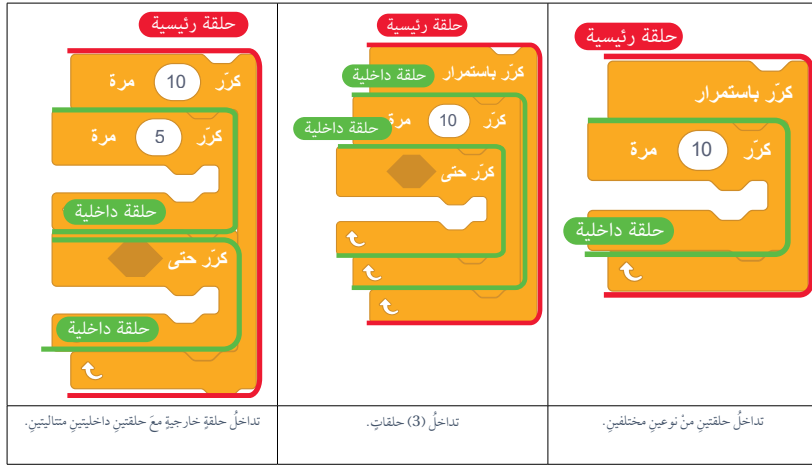 حلقة رئيسية
كرّر باستمرار
كرّر 10 مرة
حلقة داخلية
تداخلُ حلقتينِ منْ نوعينِ مختلفينِ.
حلقة رئيسية
كرّر باستمرار
حلقة داخلية
كرّر 10 مرة
حلقة داخلية
كرّر حتى
تداخلُ (3) حلقاتٍ.
حلقة رئيسية
كرّر 10 مرة
كرّر 5 مرة
حلقة داخلية
كرّر حتى
حلقة داخلية
تداخلُ حلقةٍ خارجيةٍ معَ حلقتينِ داخليتينِ متتاليتينِ.